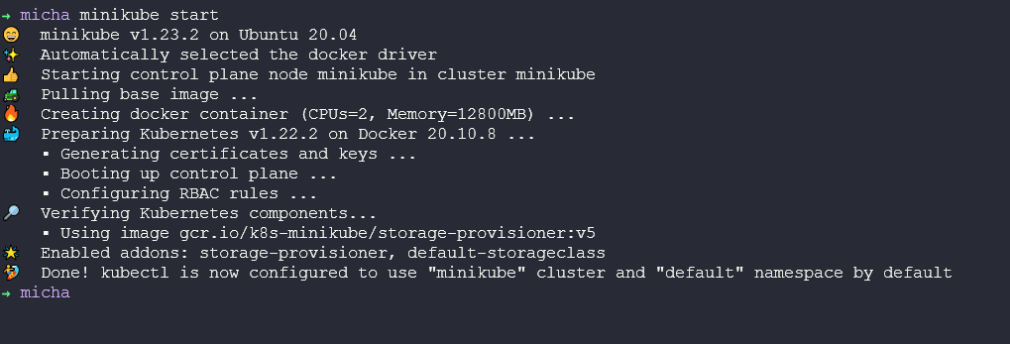 → micha minikube start
😄 minikube v1.23.2 on Ubuntu 20.04
✨ Automatically selected the docker driver
👍 Starting control plane node minikube in cluster minikube
🚜 Pulling base image ...
🔥 Creating docker container (CPUs=2, Memory=12800MB) ...
🐳 Preparing Kubernetes v1.22.2 on Docker 20.10.8 ...
▪ Generating certificates and keys ...
▪ Booting up control plane ...
▪ Configuring RBAC rules ...
🔎 Verifying Kubernetes components...
▪ Using image gcr.io/k8s-minikube/storage-provisioner:v5
🌟 Enabled addons: storage-provisioner, default-storageclass
🏄 Done! kubectl is now configured to use "minikube" cluster and "default" namespace by default
→ micha